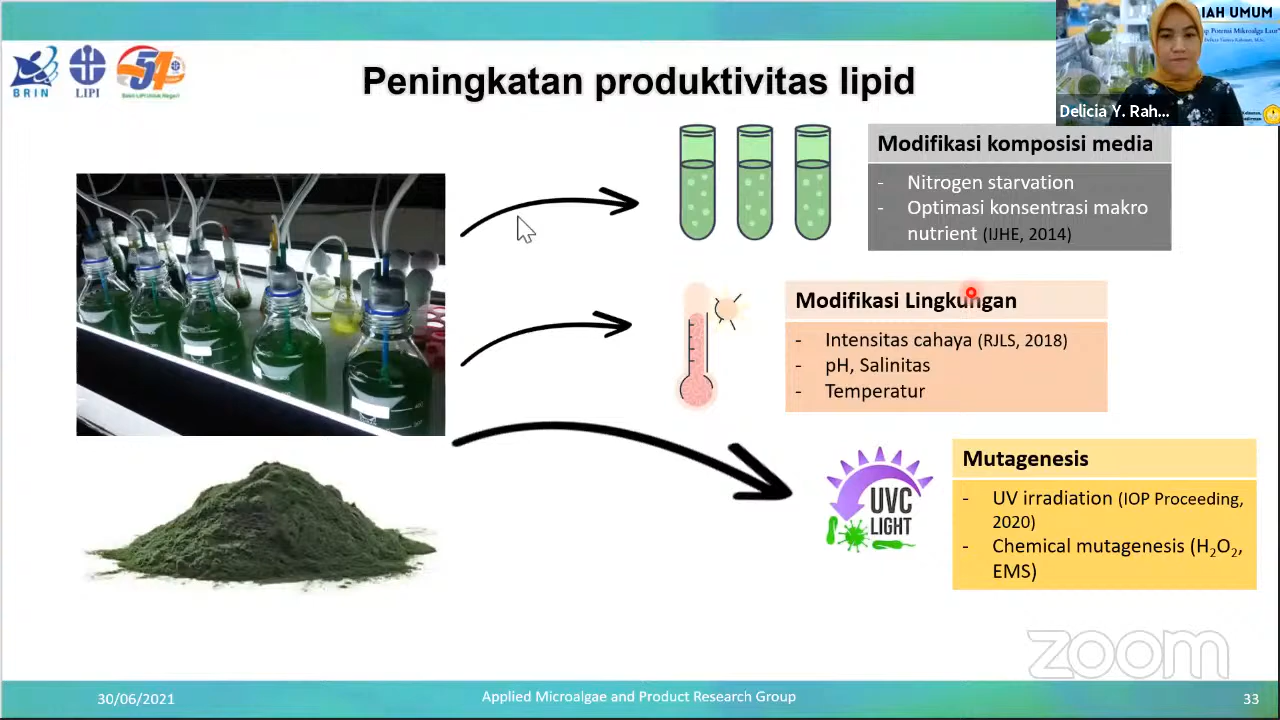 IAH UMUM
BRIN
LIPI
Peningkatan produktivitas lipid
Delicia Y. Rah...
Modifikasi komposisi media
- Nitrogen starvation
- Optimasi konsentrasi makro
nutrient (IJHE, 2014)
Modifikasi Lingkungan
- Intensitas cahaya (RJLS, 2018)
- pH, Salinitas
- Temperatur
UVC
LIGHT
Mutagenesis
- UV irradiation (IOP Proceeding,
2020)
- Chemical mutagenesis (H₂O₂,
EMS)
zoom
30/06/2021
Applied Microalgae and Product Research Group
33